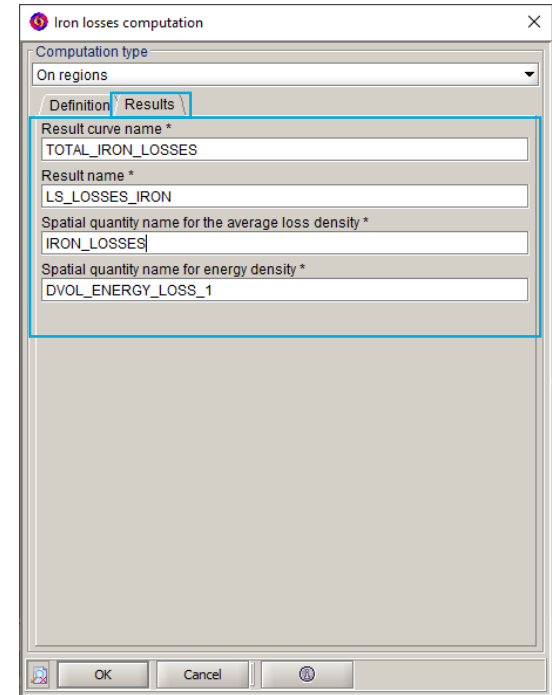 Iron losses computation
Computation type
On regions
Definition Results
Result curve name *
TOTAL_IRON_LOSSES
Result name *
LS_LOSSES_IRON
Spatial quantity name for the average loss density *
IRON_LOSSES
Spatial quantity name for energy density *
DVOL_ENERGY_LOSS_1
OK Cancel